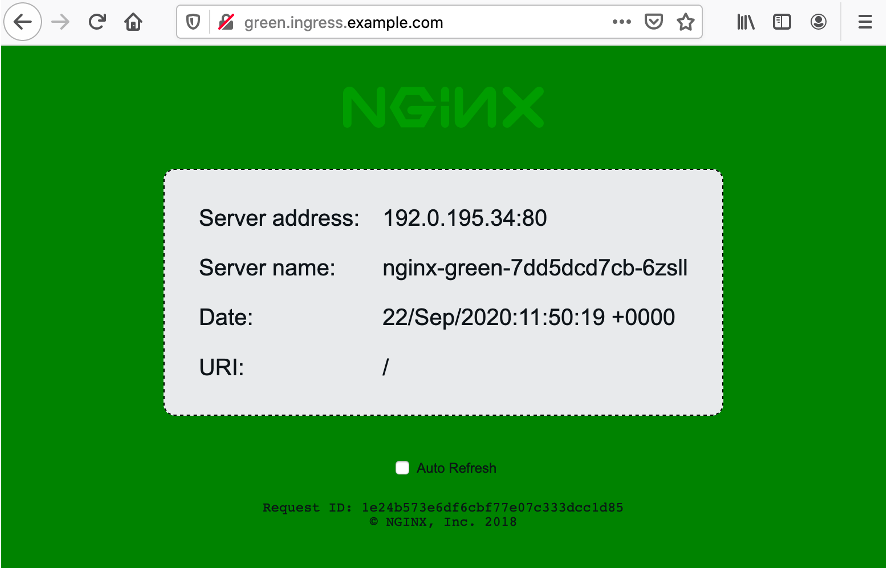 green.ingress.example.com
NGINX
Server address: 192.0.195.34:80
Server name: nginx-green-7dd5dcd7cb-6zsll
Date: 22/Sep/2020:11:50:19 +0000
URI: /
Auto Refresh
Request ID: 1e24b573e6df6cbf77e07c333dcc1d85
© NGINX, Inc. 2018